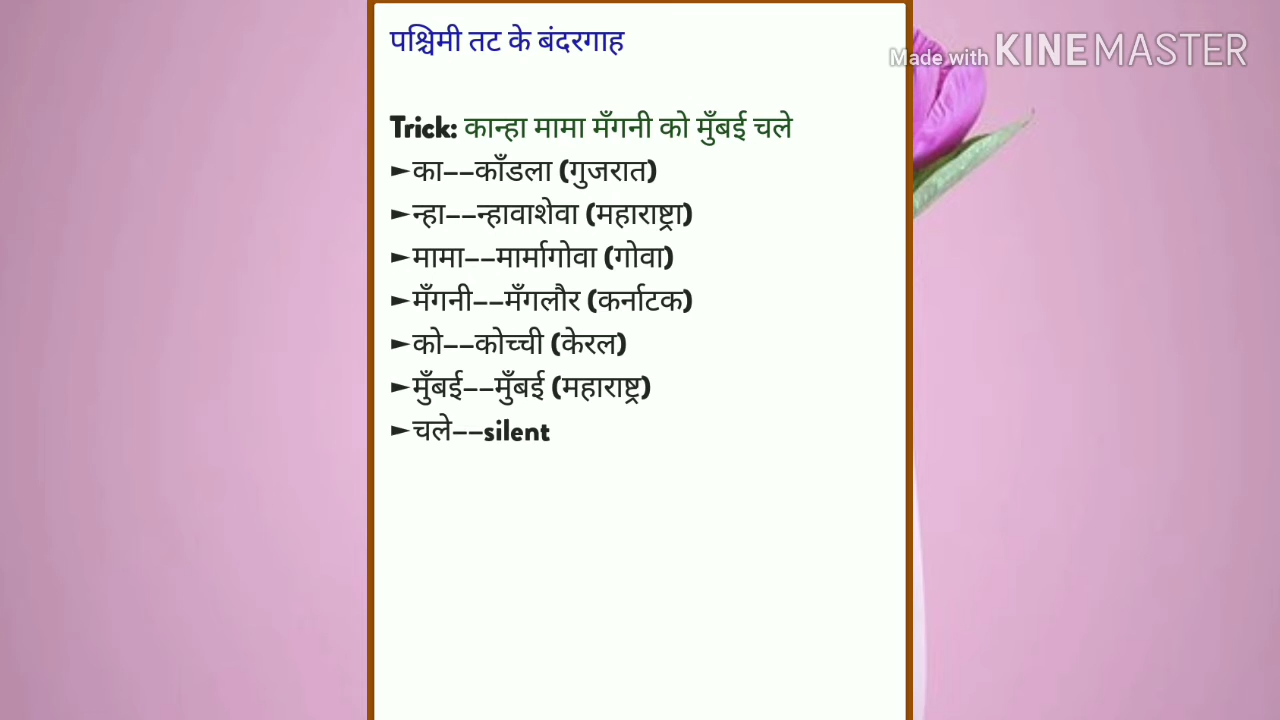 पश्चिमी तट के बंदरगाह
Made with KINEMASTER
Trick: कान्हा मामा मँगनी को मुँबई चले
►का––काँडला (गुजरात)
►न्हा––न्हावाशेवा (महाराष्ट्रा)
►मामा––मार्मागोवा (गोवा)
►मँगनी––मँगलौर (कर्नाटक)
►को––कोच्ची (केरल)
►मुँबई––मुँबई (महाराष्ट्र)
►चले––silent